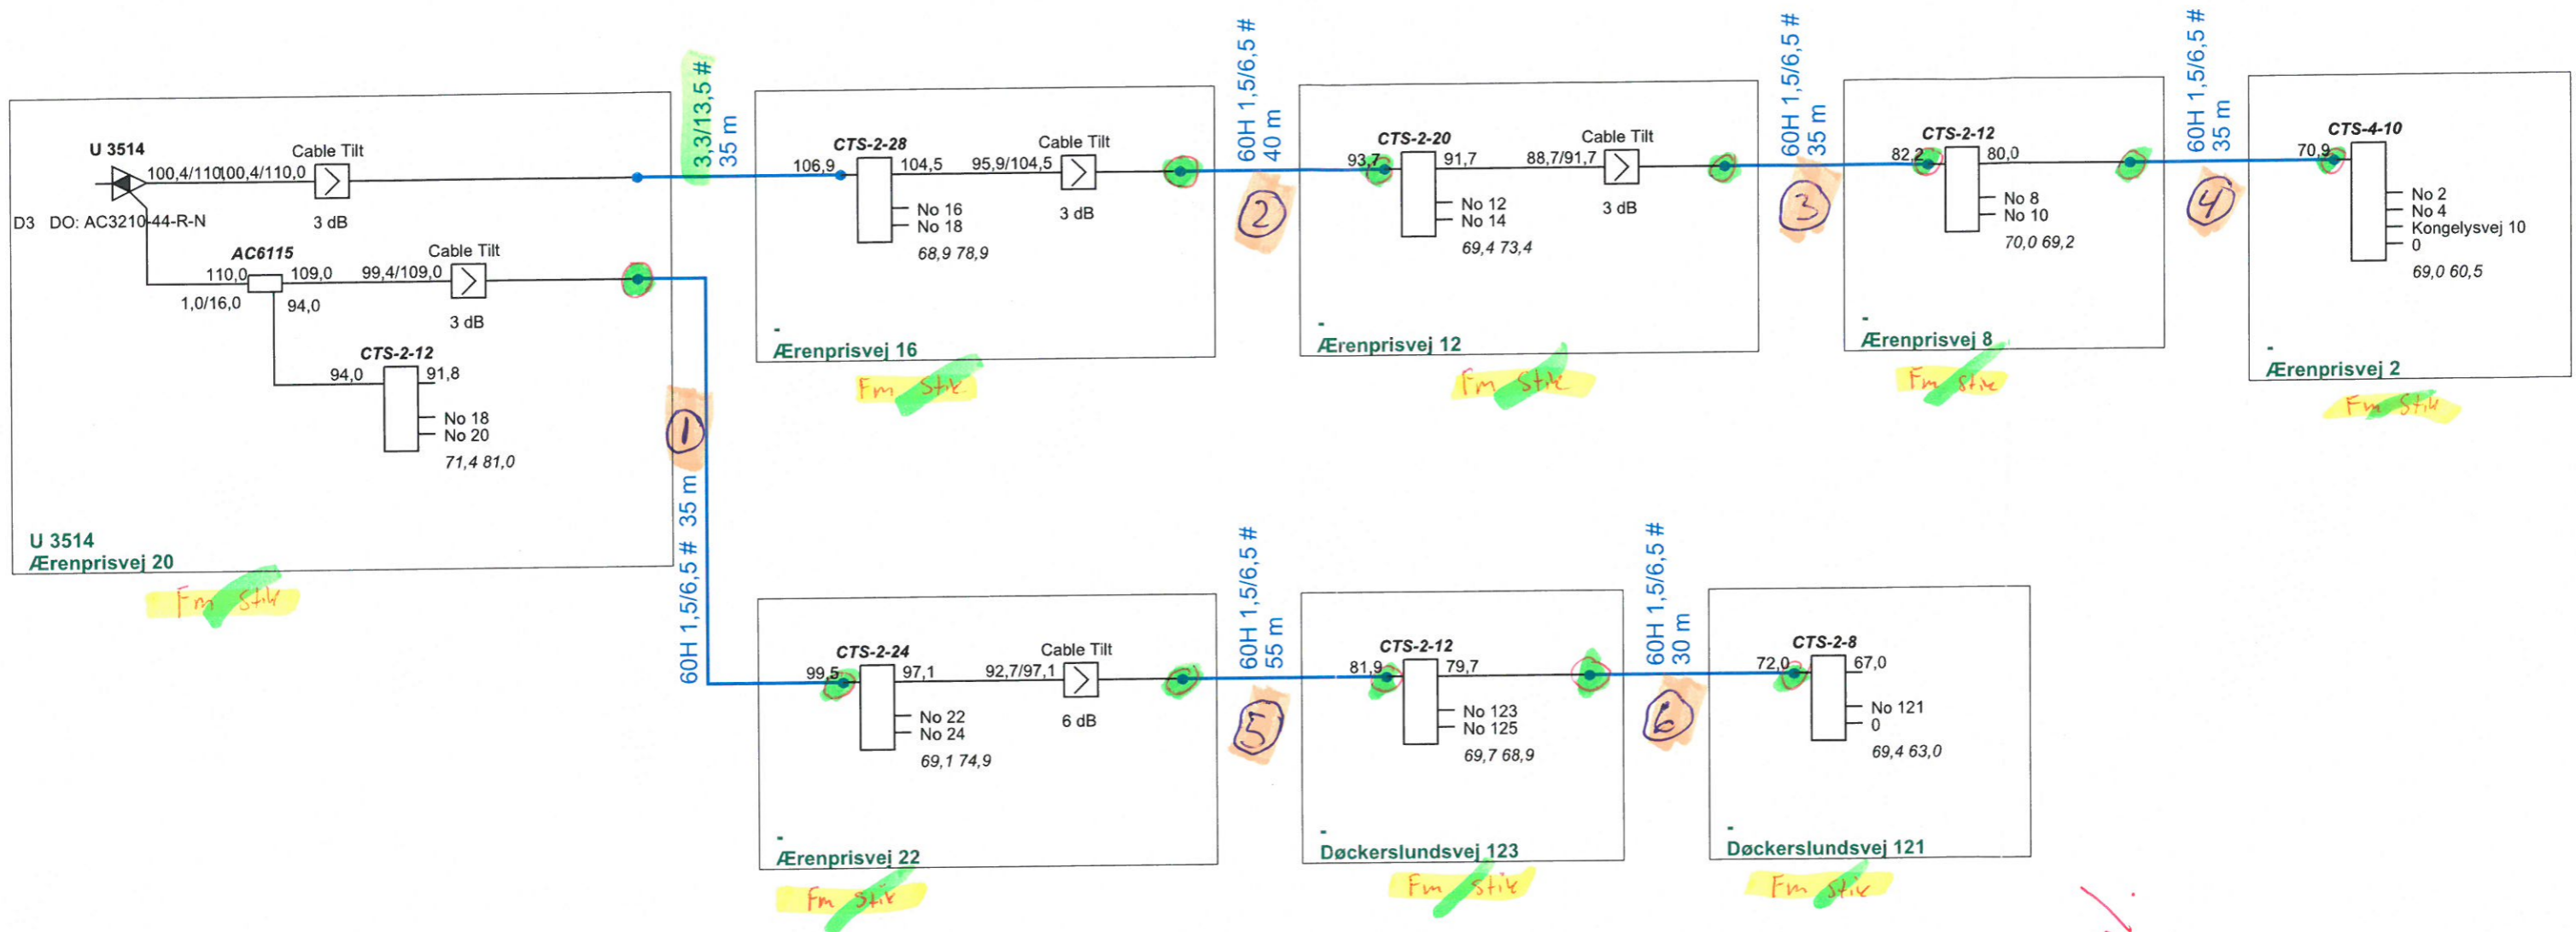 U 3514
100,4/110,0
100,4/110,0
Cable Tilt
3 dB
D3 DO: AC3210-44-R-N
AC6115
110,0
109,0
1,0/16,0
94,0
99,4/109,0
Cable Tilt
3 dB
CTS-2-12
94,0
91,8
No 18
No 20
71,4 81,0
U 3514
Ærenprisvej 20
Fm Stik
3,3/13,5 #
35 m
CTS-2-28
106,9
104,5
95,9/104,5
Cable Tilt
3 dB
No 16
No 18
68,9 78,9
-
Ærenprisvej 16
Fm Stik
60H 1,5/6,5 #
40 m
2
CTS-2-20
93,7
91,7
88,7/91,7
Cable Tilt
3 dB
No 12
No 14
69,4 73,4
-
Ærenprisvej 12
Fm Stik
60H 1,5/6,5 #
35 m
3
CTS-2-12
82,2
80,0
No 8
No 10
70,0 69,2
-
Ærenprisvej 8
Fm Stik
60H 1,5/6,5 #
35 m
4
CTS-4-10
70,9
No 2
No 4
Kongelysvej 10
0
69,0 60,5
-
Ærenprisvej 2
Fm Stik
1
60H 1,5/6,5 # 35 m
CTS-2-24
99,5
97,1
92,7/97,1
Cable Tilt
6 dB
No 22
No 24
69,1 74,9
-
Ærenprisvej 22
Fm Stik
60H 1,5/6,5 #
55 m
5
CTS-2-12
81,9
79,7
No 123
No 125
69,7 68,9
-
Døckerslundsvej 123
Fm Stik
60H 1,5/6,5 #
30 m
6
CTS-2-8
72,0
67,0
No 121
0
69,4 63,0
-
Døckerslundsvej 121
Fm Stik